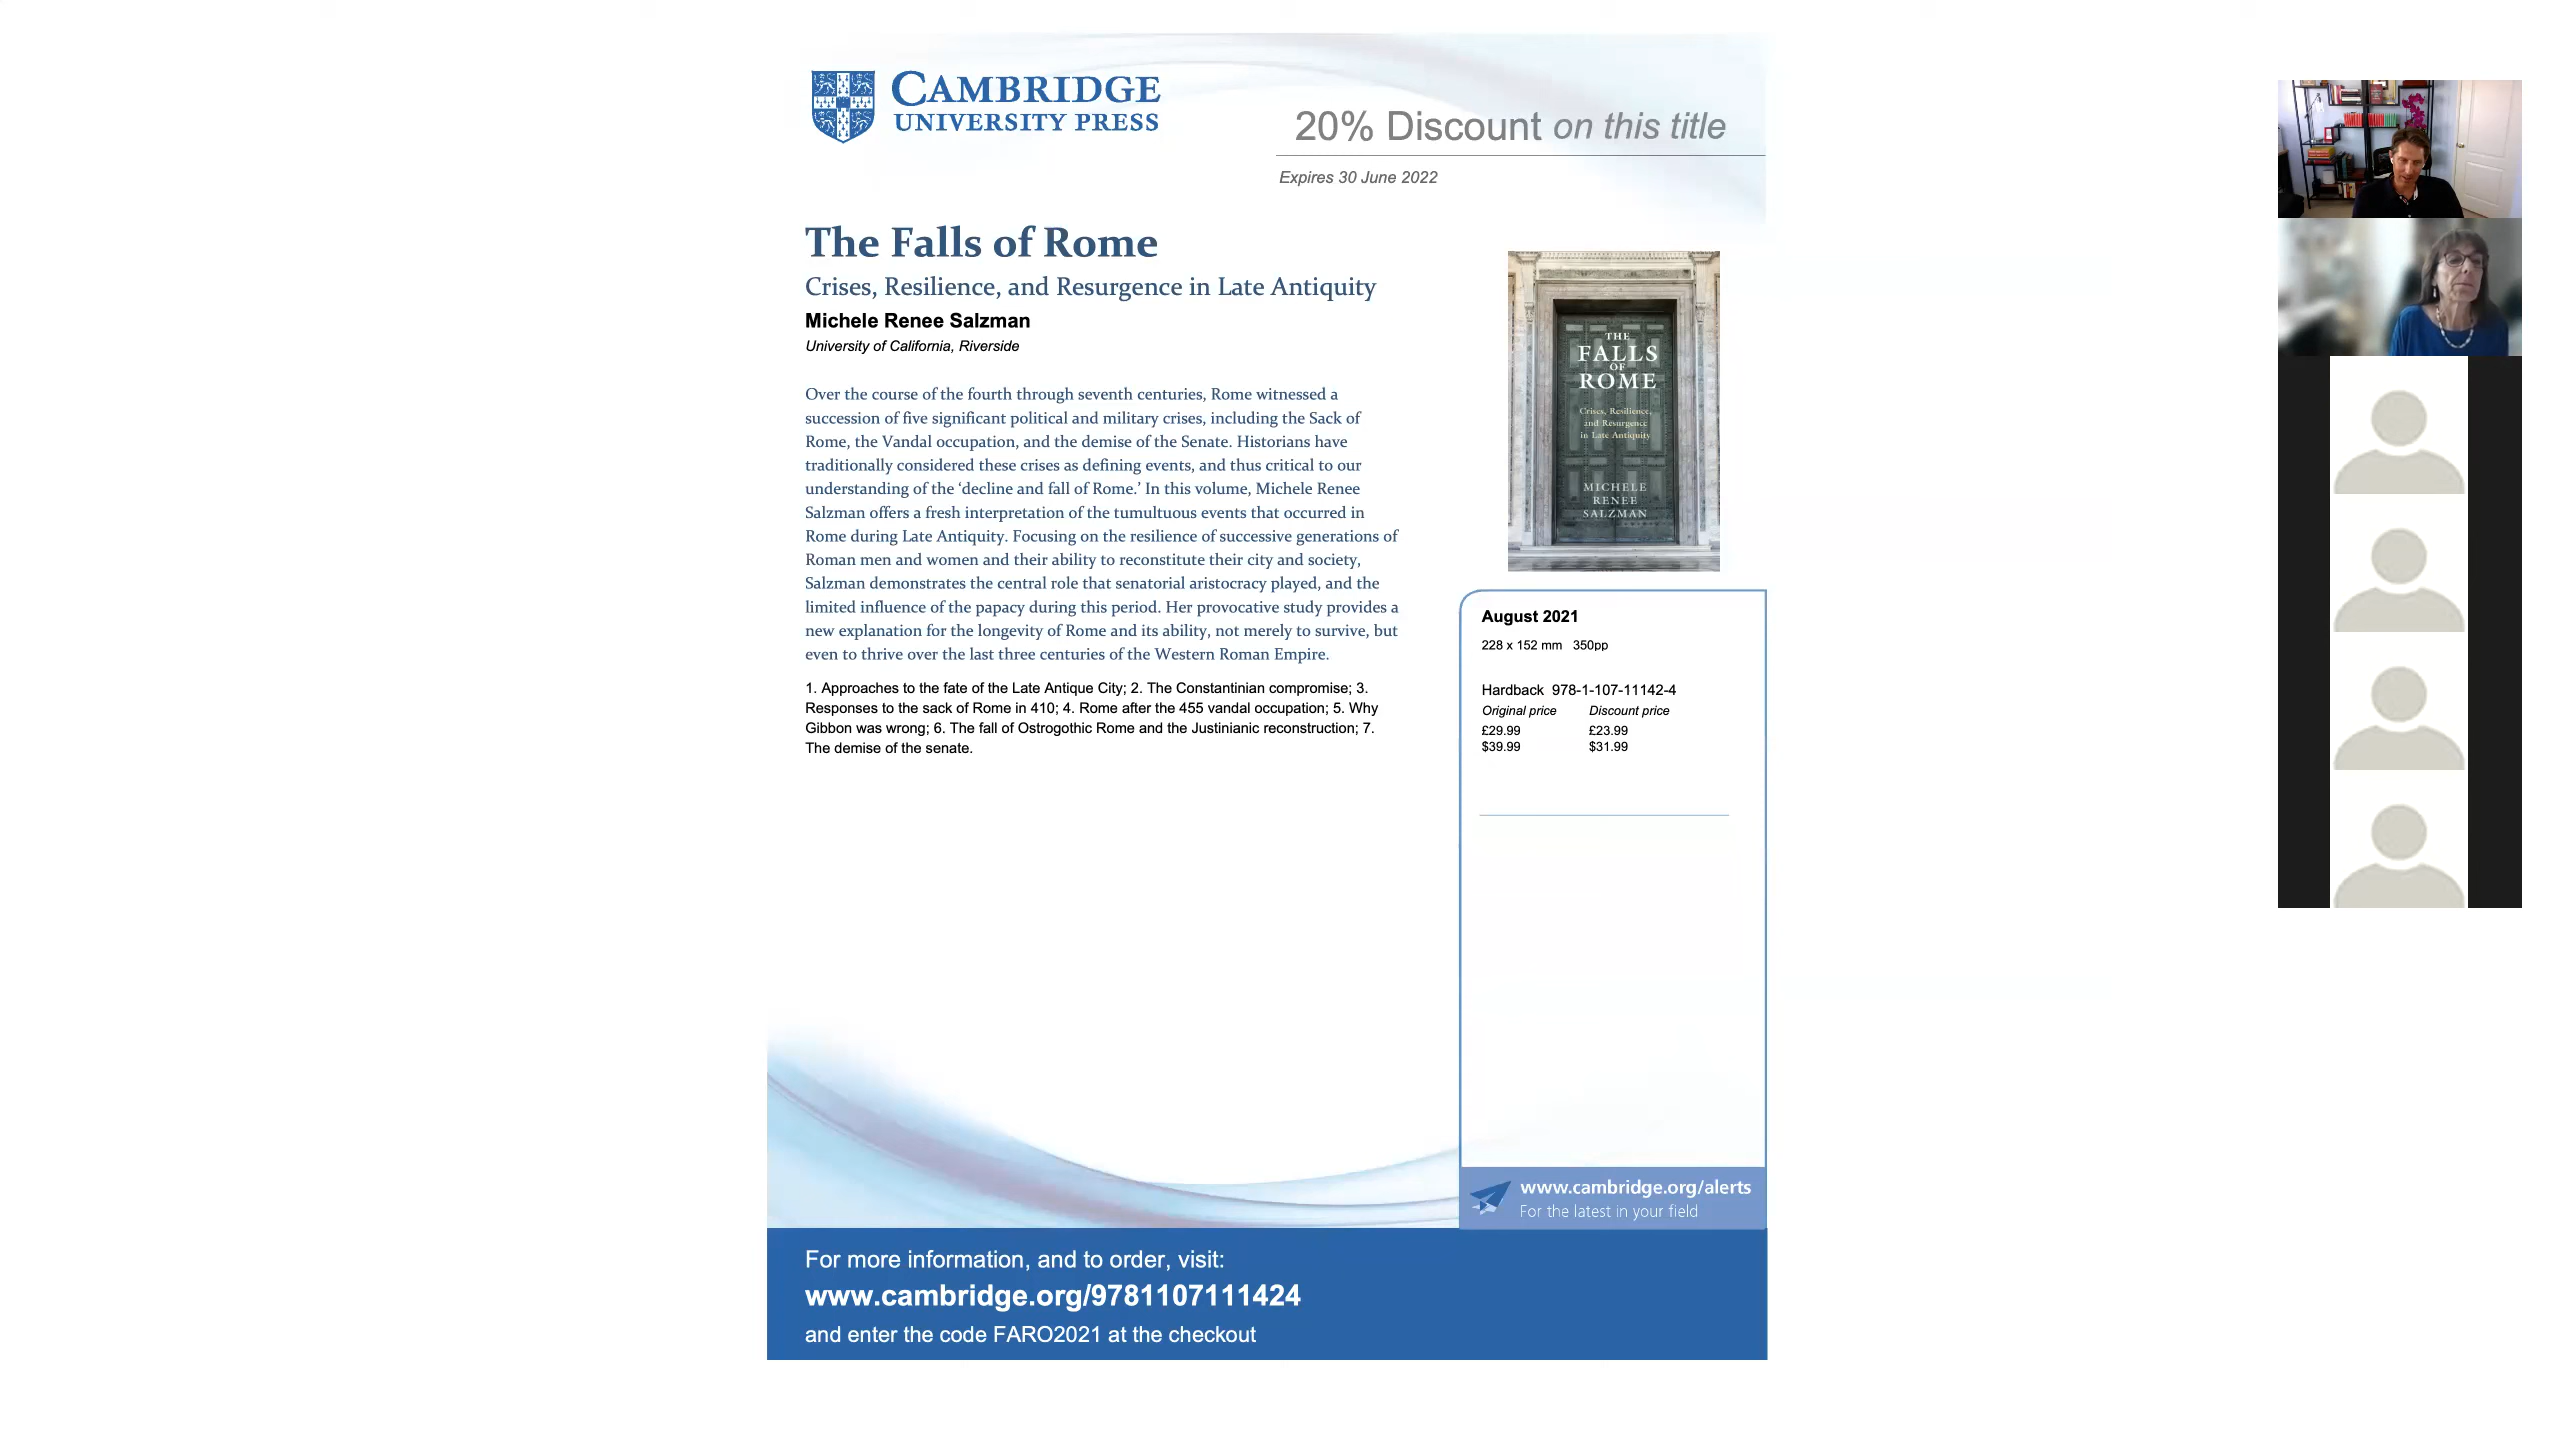 CAMBRIDGE
UNIVERSITY PRESS
20% Discount on this title
Expires 30 June 2022
The Falls of Rome
Crises, Resilience, and Resurgence in Late Antiquity
Michele Renee Salzman
University of California, Riverside
Over the course of the fourth through seventh centuries, Rome witnessed a
succession of five significant political and military crises, including the Sack of
Rome, the Vandal occupation, and the demise of the Senate. Historians have
traditionally considered these crises as defining events, and thus critical to our
understanding of the ‘decline and fall of Rome.’ In this volume, Michele Renee
Salzman offers a fresh interpretation of the tumultuous events that occurred in
Rome during Late Antiquity. Focusing on the resilience of successive generations of
Roman men and women and their ability to reconstitute their city and society,
Salzman demonstrates the central role that senatorial aristocracy played, and the
limited influence of the papacy during this period. Her provocative study provides a
new explanation for the longevity of Rome and its ability, not merely to survive, but
even to thrive over the last three centuries of the Western Roman Empire.
1. Approaches to the fate of the Late Antique City; 2. The Constantinian compromise; 3.
Responses to the sack of Rome in 410; 4. Rome after the 455 vandal occupation; 5. Why
Gibbon was wrong; 6. The fall of Ostrogothic Rome and the Justinianic reconstruction; 7.
The demise of the senate.
THE
FALLS
OF
ROME
Crises, Resilience,
and Resurgence
in Late Antiquity
MICHELE
RENEE
SALZMAN
August 2021
228 x 152 mm 350pp
Hardback 978-1-107-11142-4
Original price Discount price
£29.99 £23.99
$39.99 $31.99
www.cambridge.org/alerts
For the latest in your field
For more information, and to order, visit:
www.cambridge.org/9781107111424
and enter the code FARO2021 at the checkout